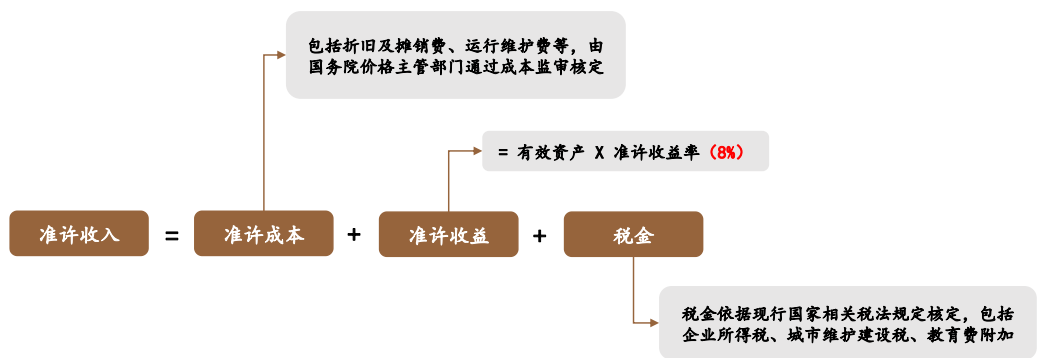 包括折旧及摊销费、运行维护费等，由
国务院价格主管部门通过成本监审核定
= 有效资产 X 准许收益率（8%）
准许收入 = 准许成本 + 准许收益 + 税金
税金依据现行国家相关税法规定核定，包括
企业所得税、城市维护建设税、教育费附加